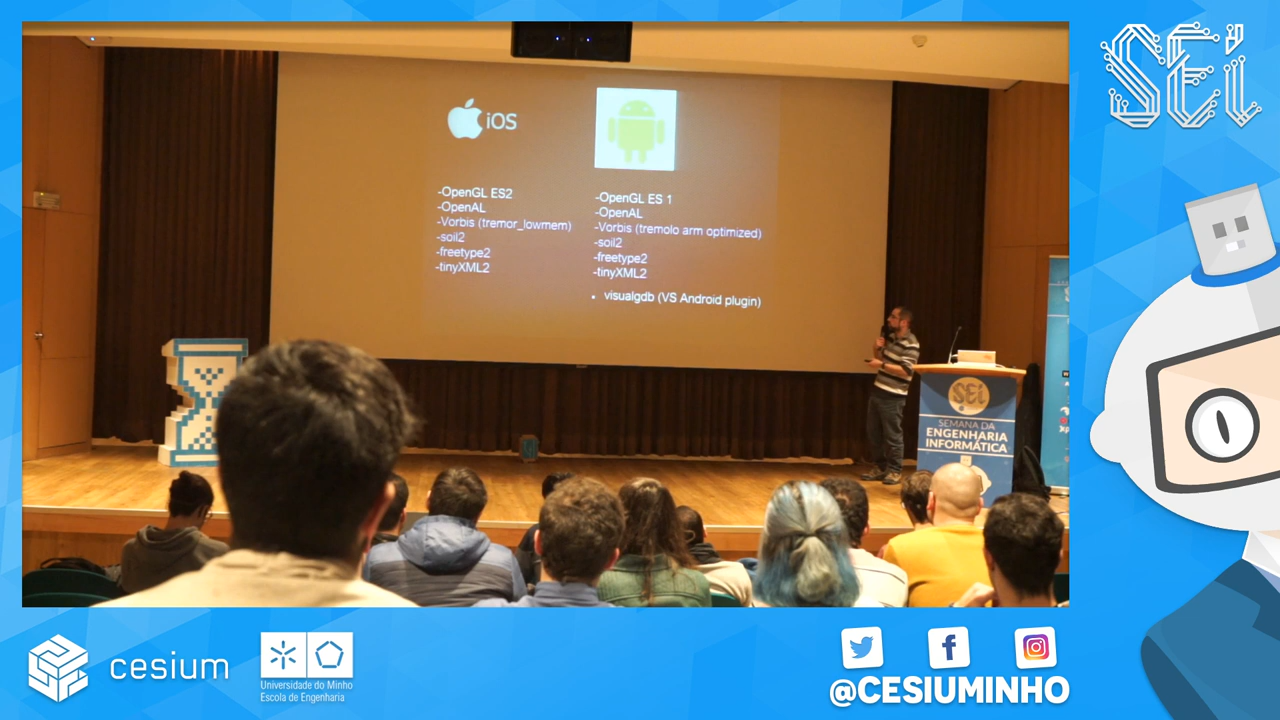 SEi
iOS
-OpenGL ES2
-OpenAL
-Vorbis (tremor_lowmem)
-soil2
-freetype2
-tinyXML2
-OpenGL ES 1
-OpenAL
-Vorbis (tremolo arm optimized)
-soil2
-freetype2
-tinyXML2
• visualgdb (VS Android plugin)
SEi
SEMANA DA
ENGENHARIA
INFORMÁTICA
cesium
Universidade do Minho
Escola de Engenharia
@CESIUMINHO